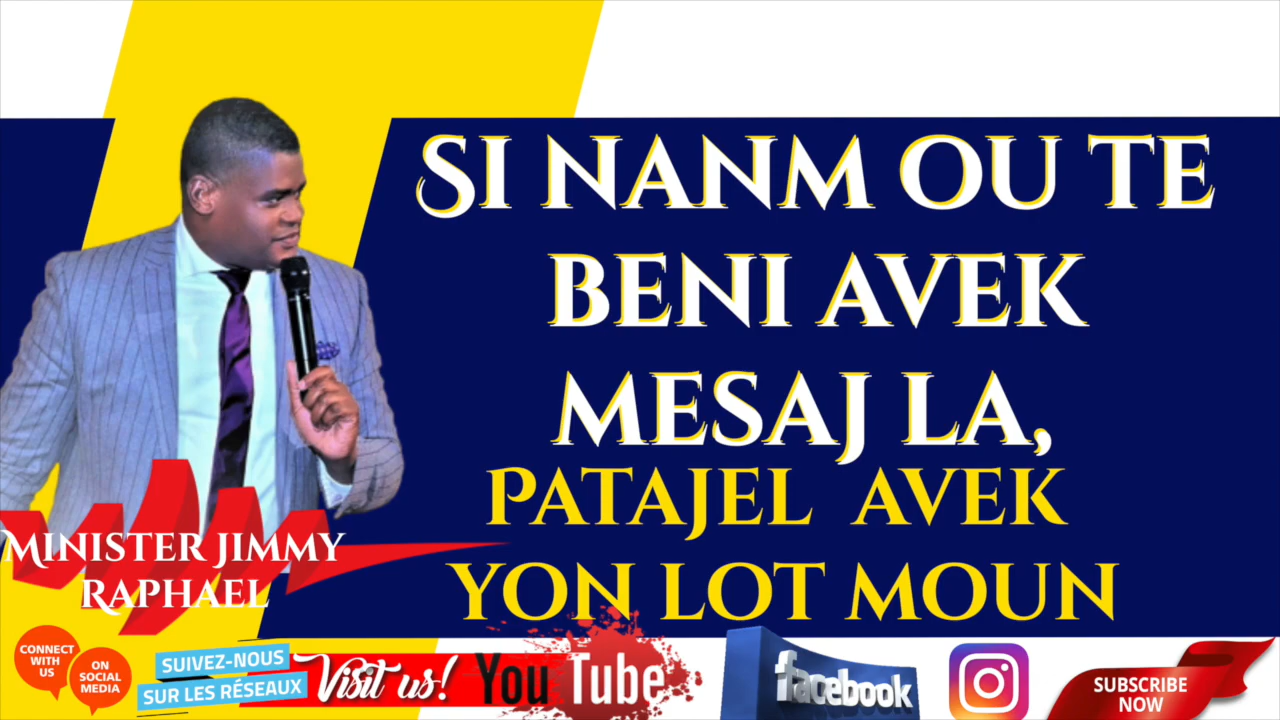 SI NANM OU TE
BENI AVEK
MESAJ LA,
PATAJEL AVEK
YON LOT MOUN
MINISTER JIMMY
RAPHAEL
CONNECT
WITH
US
ON
SOCIAL
MEDIA
SUIVEZ-NOUS
SUR LES RÉSEAUX
Visit us!
YouTube
facebook
SUBSCRIBE
NOW